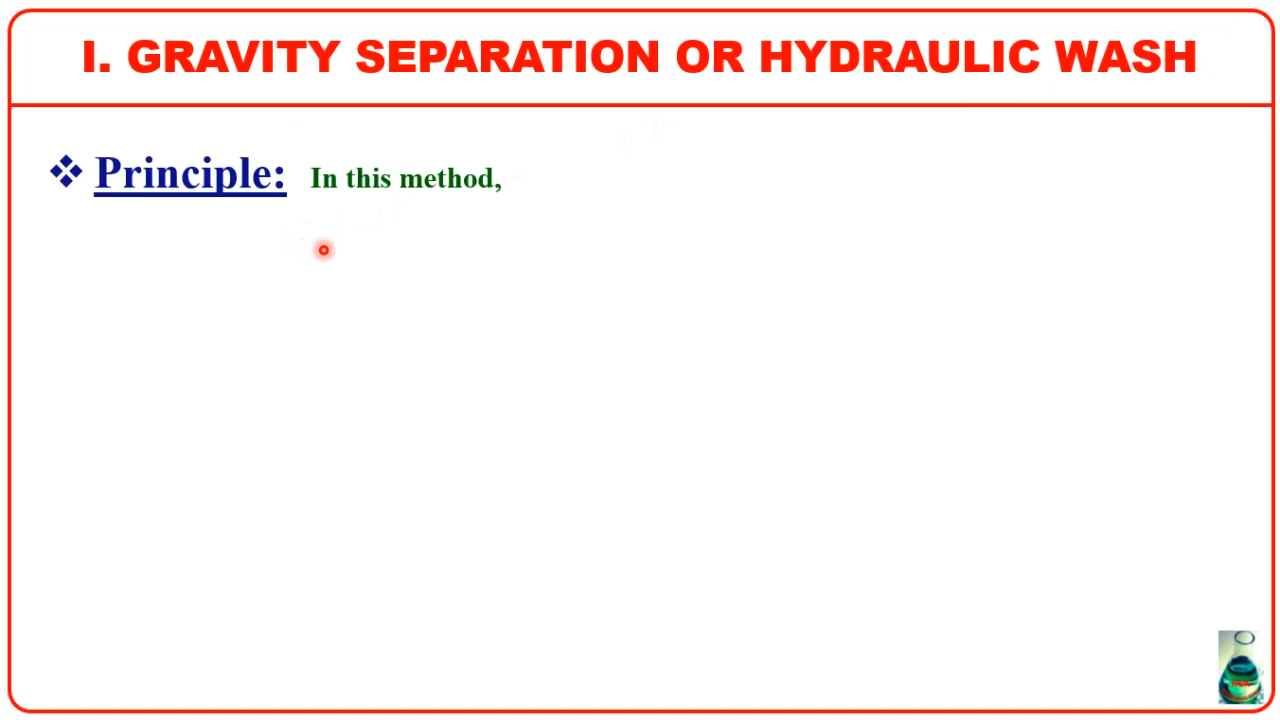 I. GRAVITY SEPARATION OR HYDRAULIC WASH
❖ Principle: In this method,